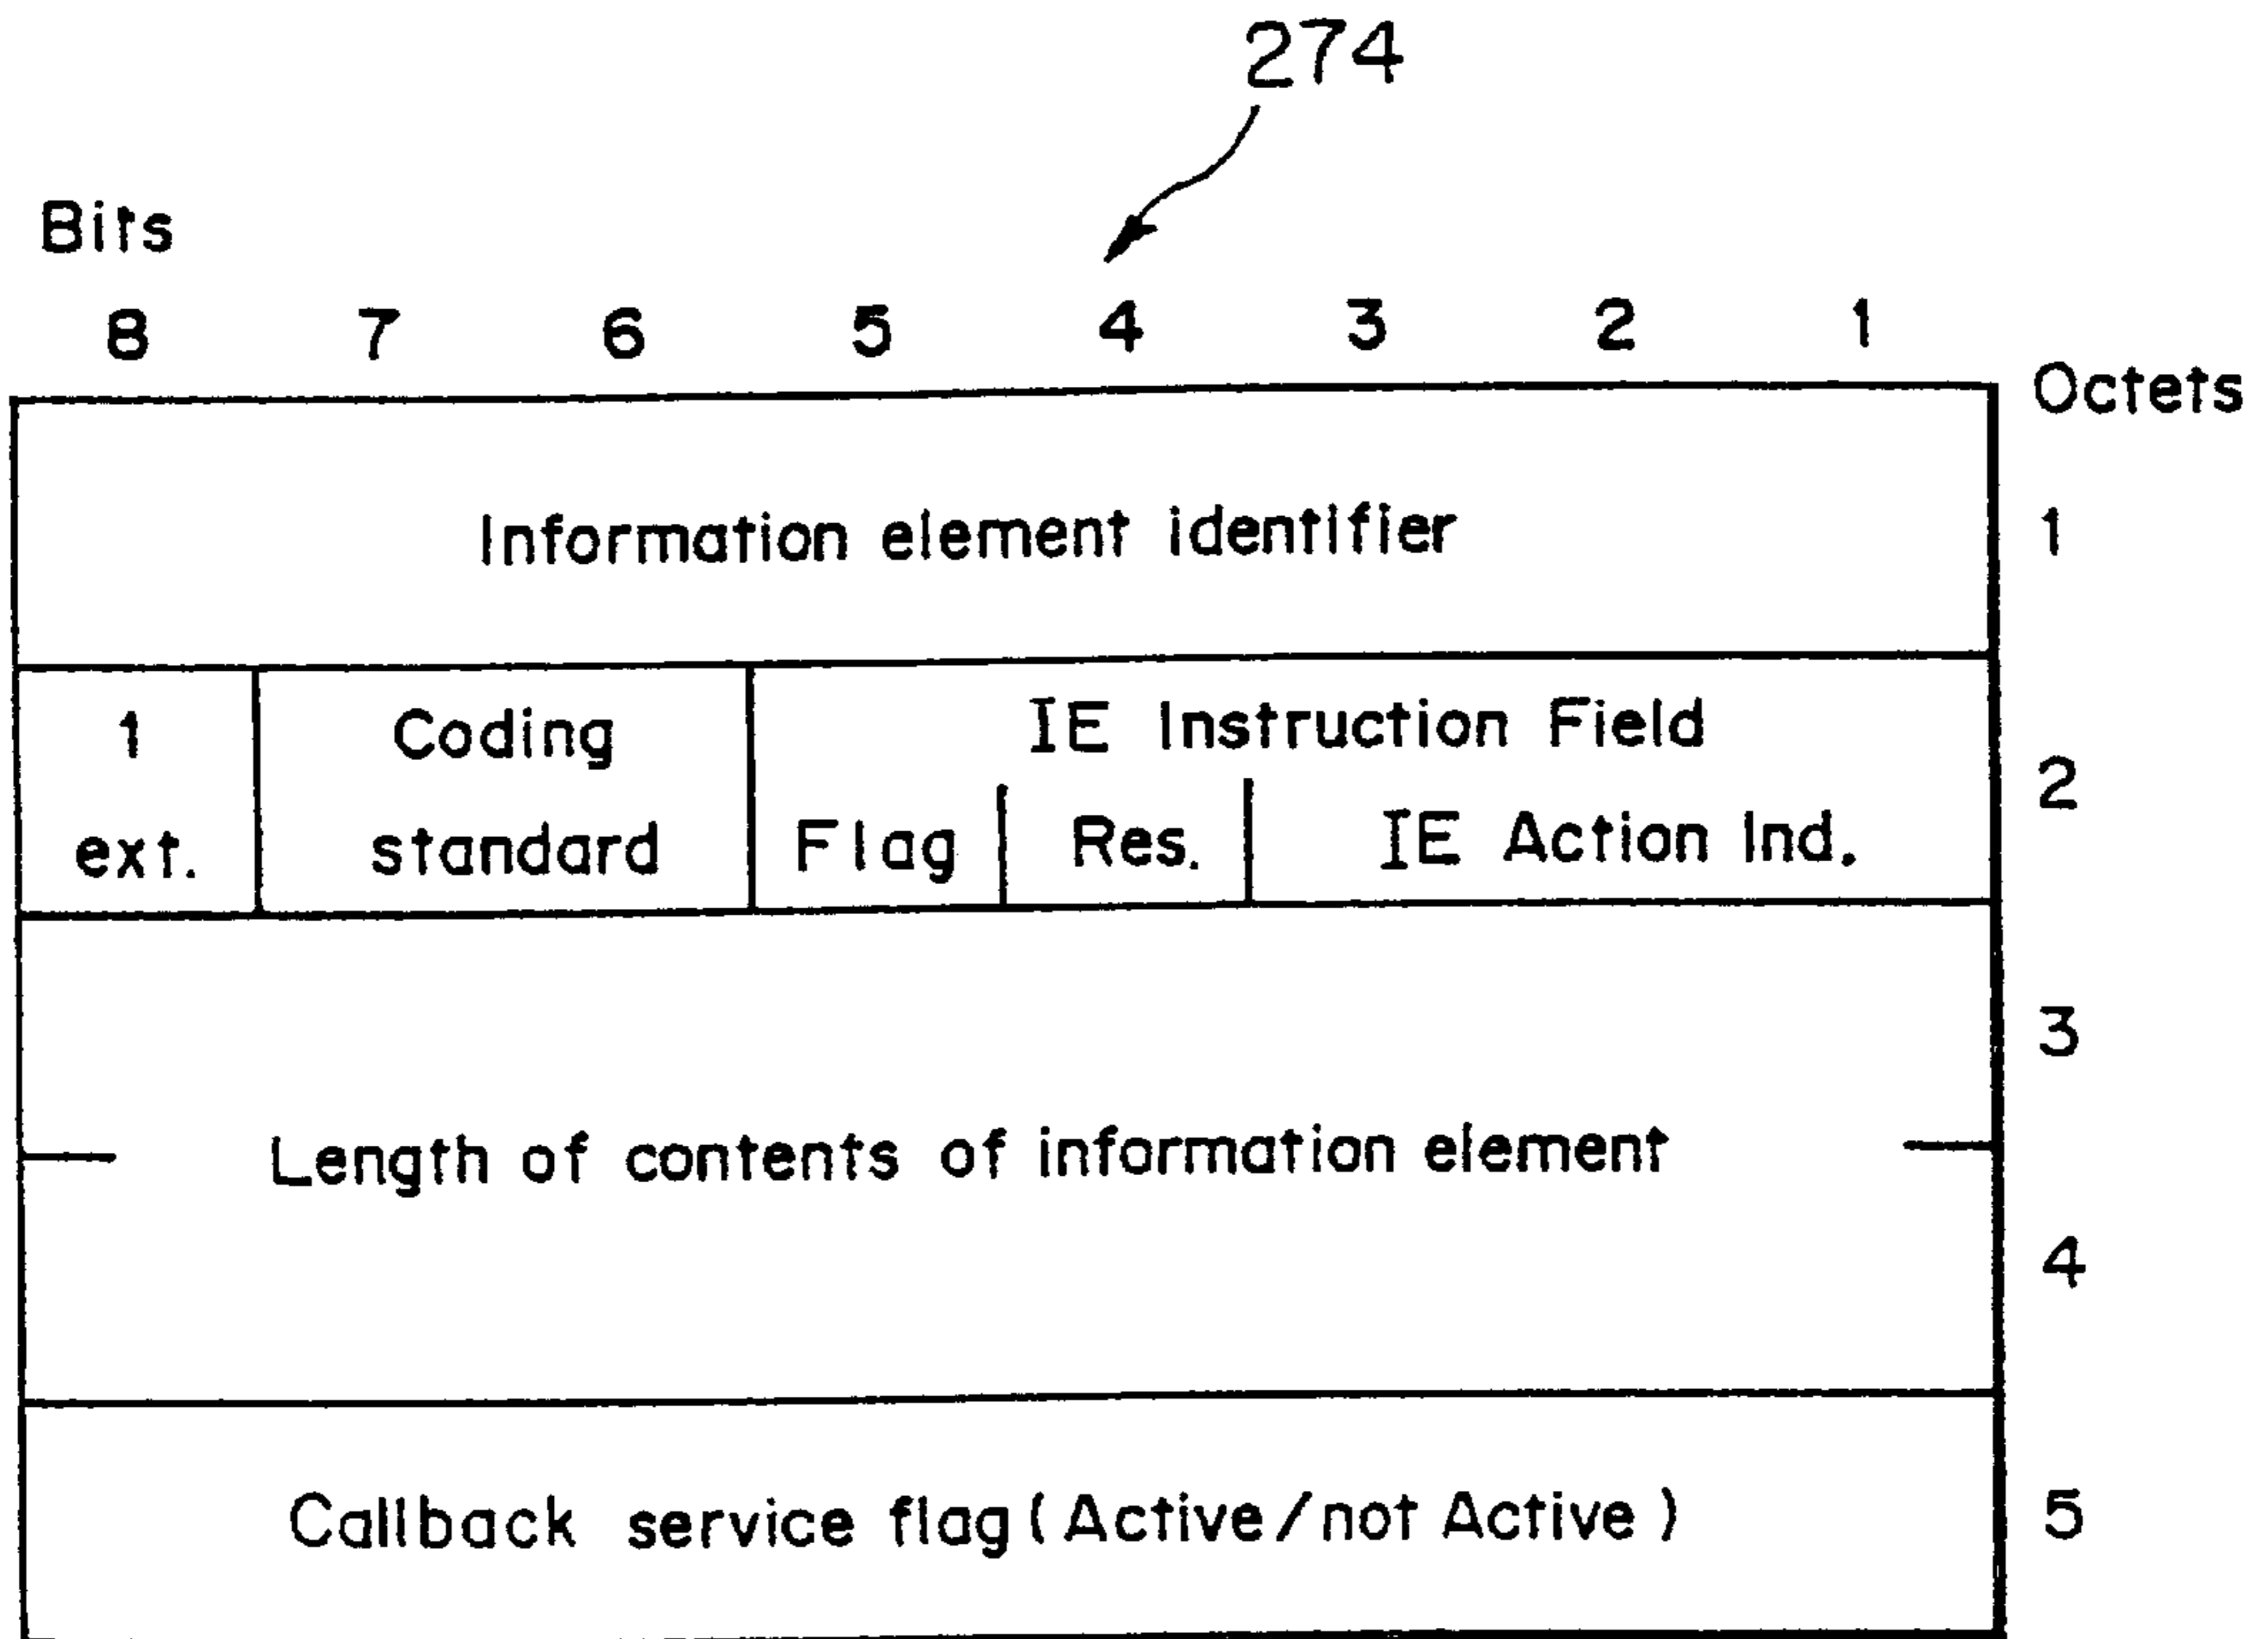 274
Bits
8 7 6 5 4 3 2 1
Octets
Information element identifier 1
1 Coding IE Instruction Field
2
ext. standard Flag Res. IE Action Ind.
3
Length of contents of information element
4
Callback service flag (Active/not Active) 5